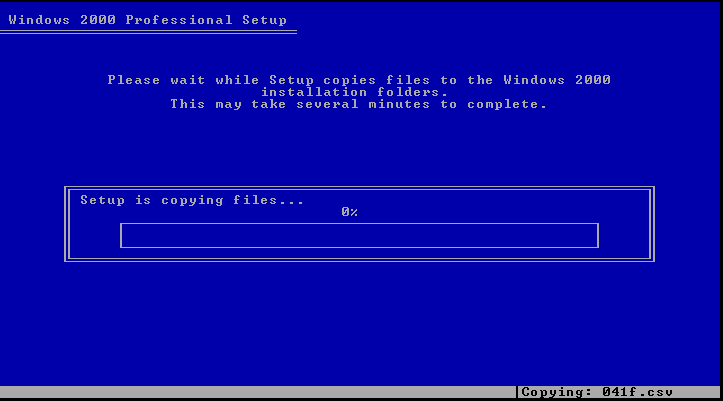 Windows 2000 Professional Setup
Please wait while Setup copies files to the Windows 2000
installation folders.
This may take several minutes to complete.
Setup is copying files...
0%
Copying: 041f.csv